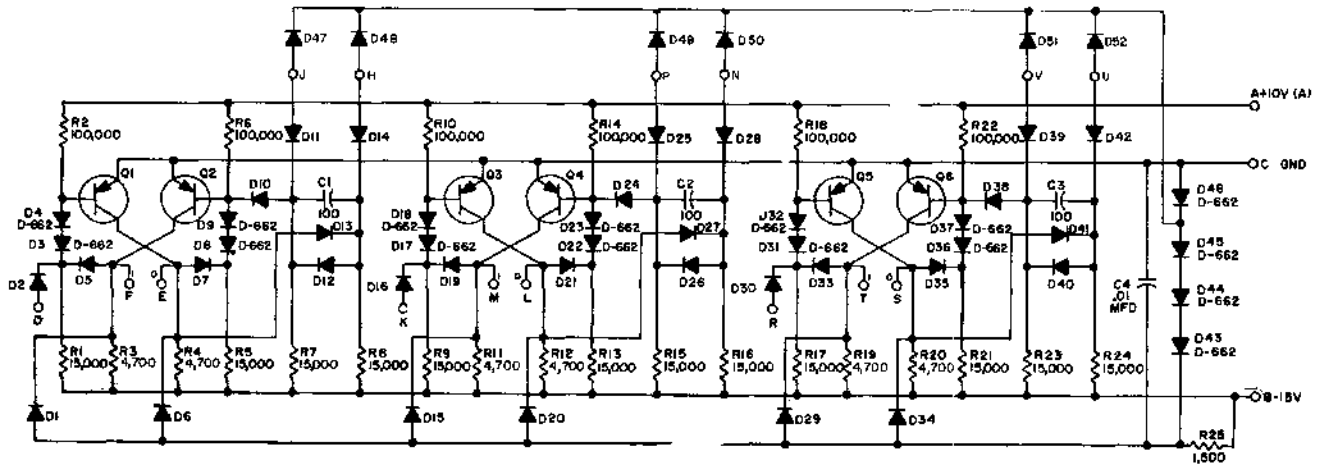 D47 D48 D49 D50 D51 D52
J H P N V U
A+10V (A)
R2 100,000 R6 100,000 D11 D14 R10 100,000 R14 100,000 D25 D28 R18 100,000 R22 100,000 D39 D42
C GND
Q1 Q2 D10 C1 100 Q3 Q4 D24 C2 100 Q5 Q6 D38 C3 100
D4 D-662 D9 D-662 D13 D18 D-662 D23 D-662 D27 J32 D-662 D37 D-662 D41 D48 D-662
D3 D-662 D8 D-662 D17 D-662 D22 D-662 D31 D-662 D36 D-662 D45 D-662
D2 D5 D7 D12 D16 D19 D21 D26 D30 D33 D35 D40 C4 .01 MFD D44 D-662
D 1 F 0 E K 1 M 0 L R 1 T 0 S
D43 D-662
R1 15,000 R3 4,700 R4 4,700 R5 15,000 R7 15,000 R8 15,000 R9 15,000 R11 4,700 R12 4,700 R13 15,000 R15 15,000 R16 15,000 R17 15,000 R19 4,700 R20 4,700 R21 15,000 R23 15,000 R24 15,000
B-15V
D1 D6 D15 D20 D29 D34
R25
1,500